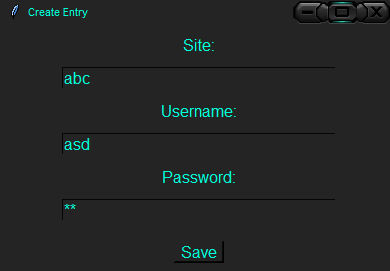 Create Entry
Site:
abc
Username:
asd
Password:
**
Save